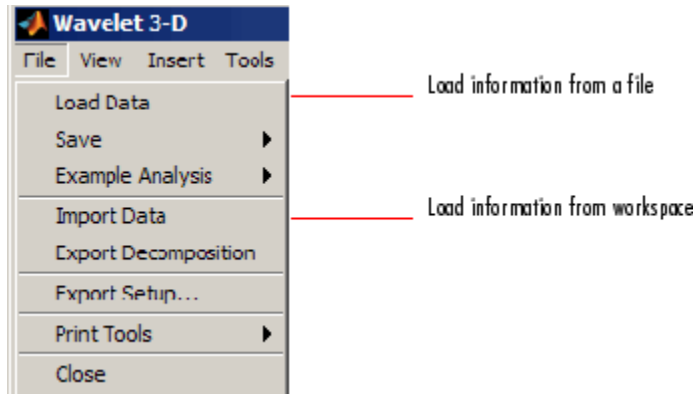 Wavelet 3-D
File View Insert Tools
Load Data
Load information from a file
Save
Example Analysis
Import Data
Load information from workspace
Export Decomposition
Export Setup...
Print Tools
Close